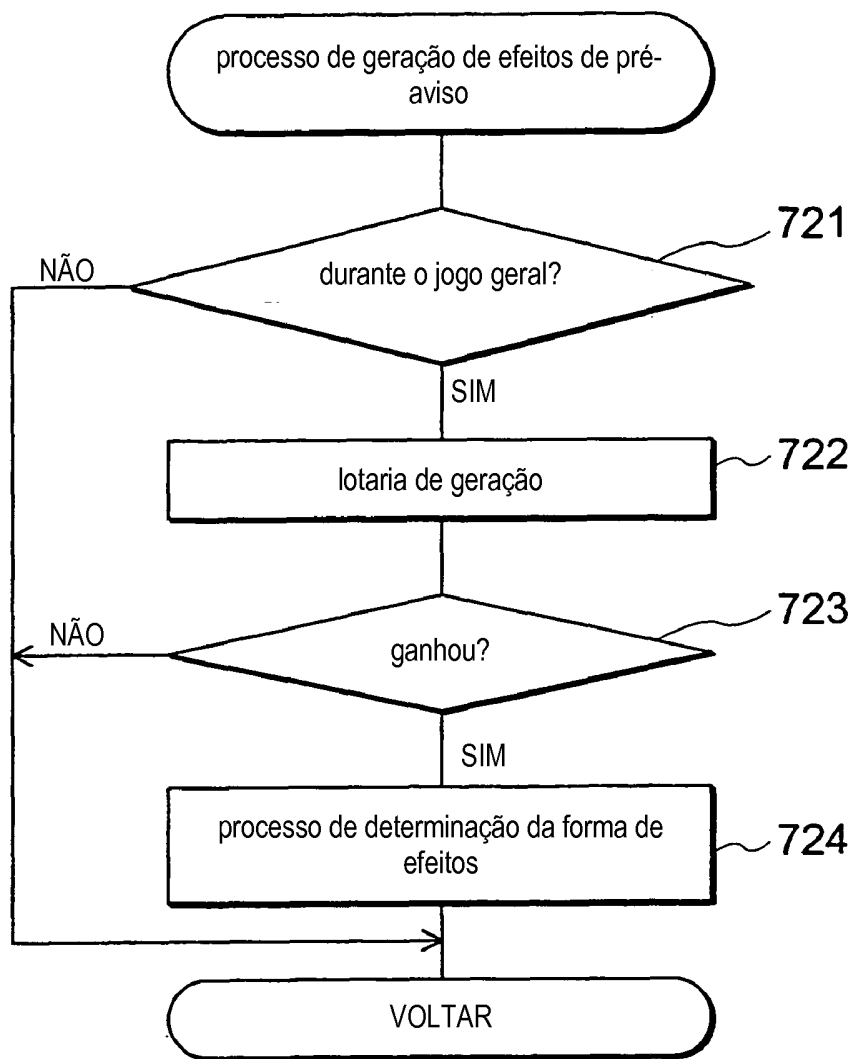 processo de geração de efeitos de pré-
aviso
721
NÃO
durante o jogo geral?
SIM
722
lotaria de geração
723
NÃO
ganhou?
SIM
processo de determinação da forma de
efeitos
724
VOLTAR